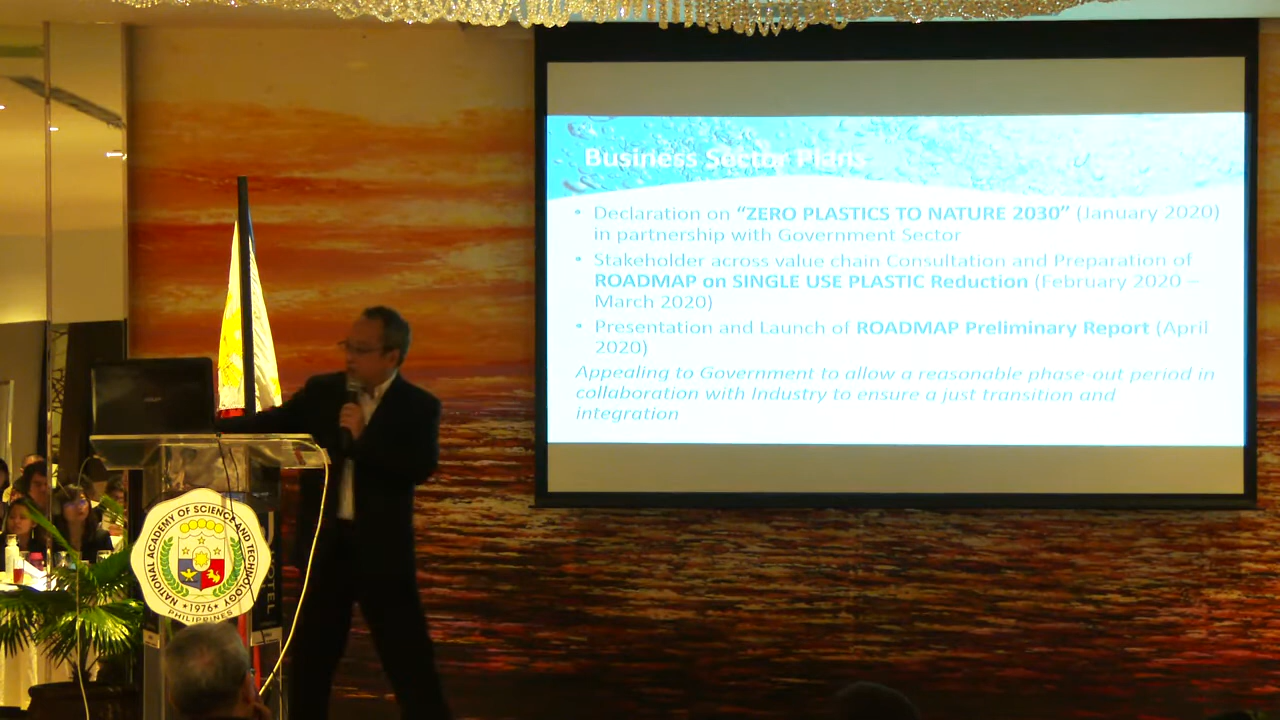 Business Sector Plans
• Declaration on “ZERO PLASTICS TO NATURE 2030” (January 2020)
in partnership with Government Sector
• Stakeholder across value chain Consultation and Preparation of
ROADMAP on SINGLE USE PLASTIC Reduction (February 2020 –
March 2020)
• Presentation and Launch of ROADMAP Preliminary Report (April
2020)
Appealing to Government to allow a reasonable phase-out period in
collaboration with Industry to ensure a just transition and
integration
NATIONAL ACADEMY OF SCIENCE AND TECHNOLOGY
★1976★
PHILIPPINES